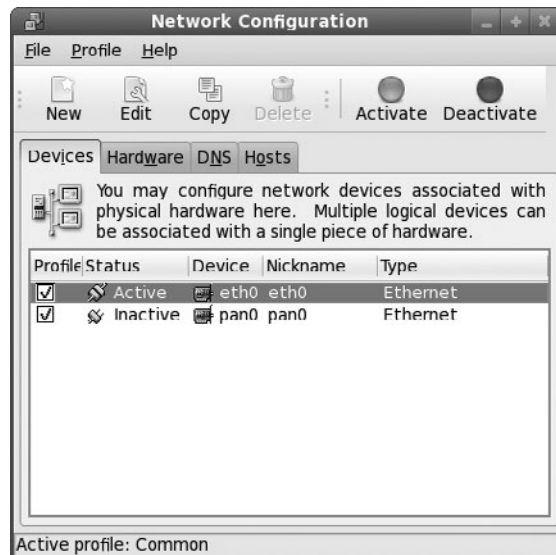 Network Configuration
File Profile Help
New Edit Copy Delete Activate Deactivate
Devices Hardware DNS Hosts
You may configure network devices associated with
physical hardware here. Multiple logical devices can
be associated with a single piece of hardware.
Profile Status Device Nickname Type
Active eth0 eth0 Ethernet
Inactive pan0 pan0 Ethernet
Active profile: Common